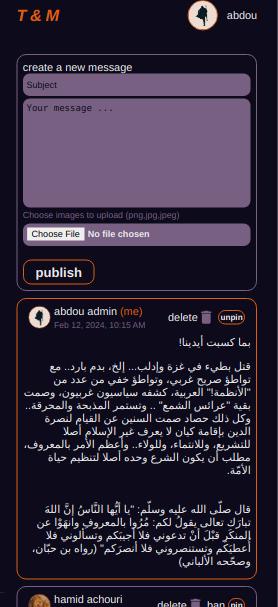 T & M
abdou
create a new message
Subject
Your message ...
Choose images to upload (png,jpg,jpeg)
Choose File No file chosen
publish
abdou admin (me)
delete unpin
Feb 12, 2024, 10:15 AM
بما كسبت أيدينا!
قتل بطيء في غزة وإدلب... إلخ، بدم بارد.. مع
تواطؤ صريح غربي، وتواطؤ خفي من عدد من
"الأنظمة!" العربية، كشفه سياسيون غربيون، وصمت
بقية "عرائس الشمع" .. وتستمر المذبحة والمحرقة..
وكل ذلك حصاد صمت السنين عن القيام لنصرة
الدين بإقامة كيان لا يعرف غير الإسلام أصلا
للتشريع، وللانتماء، وللولاء.. وأعظم الأمر بالمعروف،
مطلب أن يكون الشرع وحده أصلا لتنظيم حياة
الأمّة.
قال صلّى الله عليه وسلّم: "يا أيُّها النَّاسُ إنَّ اللهَ
تبارَك تعالى يقولُ لكم: مُرُوا بالمعروفِ وانهَوْا عن
المنكَرِ قبْلَ أنْ تدعوني فلا أجيبَكم وتسألوني فلا
أُعطيَكم وتستنصروني فلا أنصرَكم" (رواه بن حبّان،
وصحّحه الألباني)
hamid achouri
delete ban pin